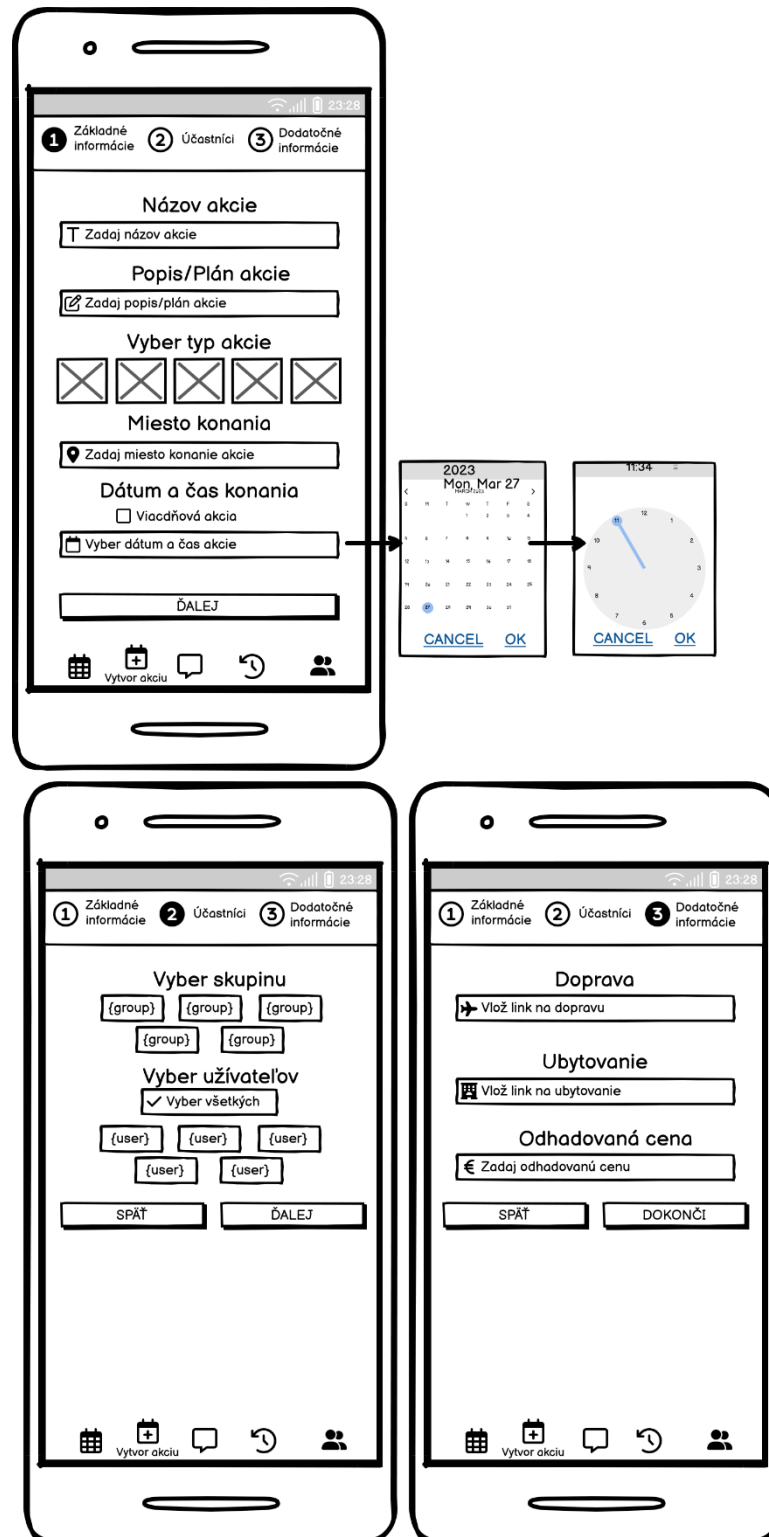 23:28
1 Základné informácie 2 Účastníci 3 Dodatočné informácie
Názov akcie
Zadaj názov akcie
Popis/Plán akcie
Zadaj popis/plán akcie
Vyber typ akcie
Miesto konania
Zadaj miesto konanie akcie
Dátum a čas konania
Viacdňová akcia
Vyber dátum a čas akcie
ĎALEJ
Vytvor akciu
2023
Mon, Mar 27
CANCEL OK
11:34
12
11 1
10 2
9 3
8 4
7 5
6
CANCEL OK
23:28
1 Základné informácie 2 Účastníci 3 Dodatočné informácie
Vyber skupinu
{group} {group} {group}
{group} {group}
Vyber užívateľov
Vyber všetkých
{user} {user} {user}
{user} {user}
SPÄŤ ĎALEJ
Vytvor akciu
23:28
1 Základné informácie 2 Účastníci 3 Dodatočné informácie
Doprava
Vlož link na dopravu
Ubytovanie
Vlož link na ubytovanie
Odhadovaná cena
€ Zadaj odhadovanú cenu
SPÄŤ DOKONČI
Vytvor akciu